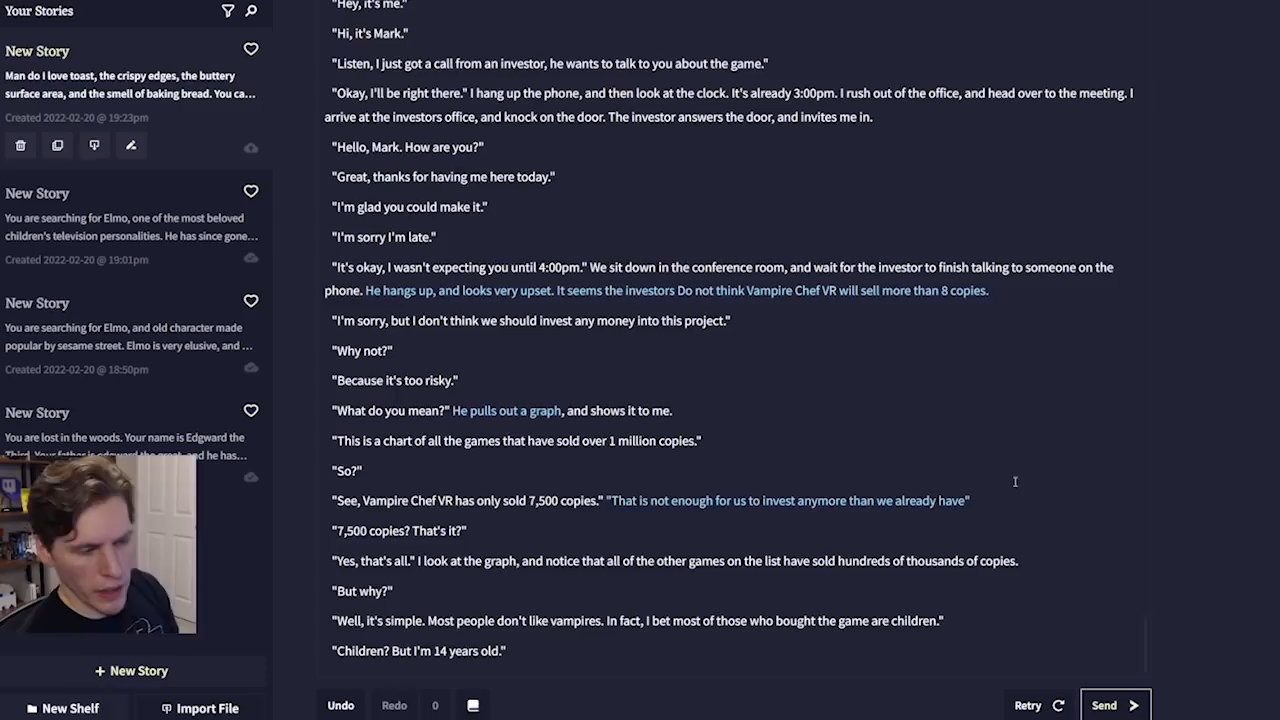 Your Stories
New Story
Man do I love toast, the crispy edges, the buttery
surface area, and the smell of baking bread. You ca...
Created 2022-02-20 @ 19:23pm
New Story
You are searching for Elmo, one of the most beloved
children's television personalities. He has since gone...
Created 2022-02-20 @ 19:01pm
New Story
You are searching for Elmo, and old character made
popular by sesame street. Elmo is very elusive, and ...
Created 2022-02-20 @ 18:50pm
New Story
You are lost in the woods. Your name is Edgward the
Third. Your father is edgward the great, and he has...
+ New Story
New Shelf
Import File
"Hey, it's me."
"Hi, it's Mark."
"Listen, I just got a call from an investor, he wants to talk to you about the game."
"Okay, I'll be right there." I hang up the phone, and then look at the clock. It's already 3:00pm. I rush out of the office, and head over to the meeting. I
arrive at the investors office, and knock on the door. The investor answers the door, and invites me in.
"Hello, Mark. How are you?"
"Great, thanks for having me here today."
"I'm glad you could make it."
"I'm sorry I'm late."
"It's okay, I wasn't expecting you until 4:00pm." We sit down in the conference room, and wait for the investor to finish talking to someone on the
phone. He hangs up, and looks very upset. It seems the investors Do not think Vampire Chef VR will sell more than 8 copies.
"I'm sorry, but I don't think we should invest any money into this project."
"Why not?"
"Because it's too risky."
"What do you mean?" He pulls out a graph, and shows it to me.
"This is a chart of all the games that have sold over 1 million copies."
"So?"
"See, Vampire Chef VR has only sold 7,500 copies." "That is not enough for us to invest anymore than we already have"
"7,500 copies? That's it?"
"Yes, that's all." I look at the graph, and notice that all of the other games on the list have sold hundreds of thousands of copies.
"But why?"
"Well, it's simple. Most people don't like vampires. In fact, I bet most of those who bought the game are children."
"Children? But I'm 14 years old."
Undo
Redo
0
Retry
Send